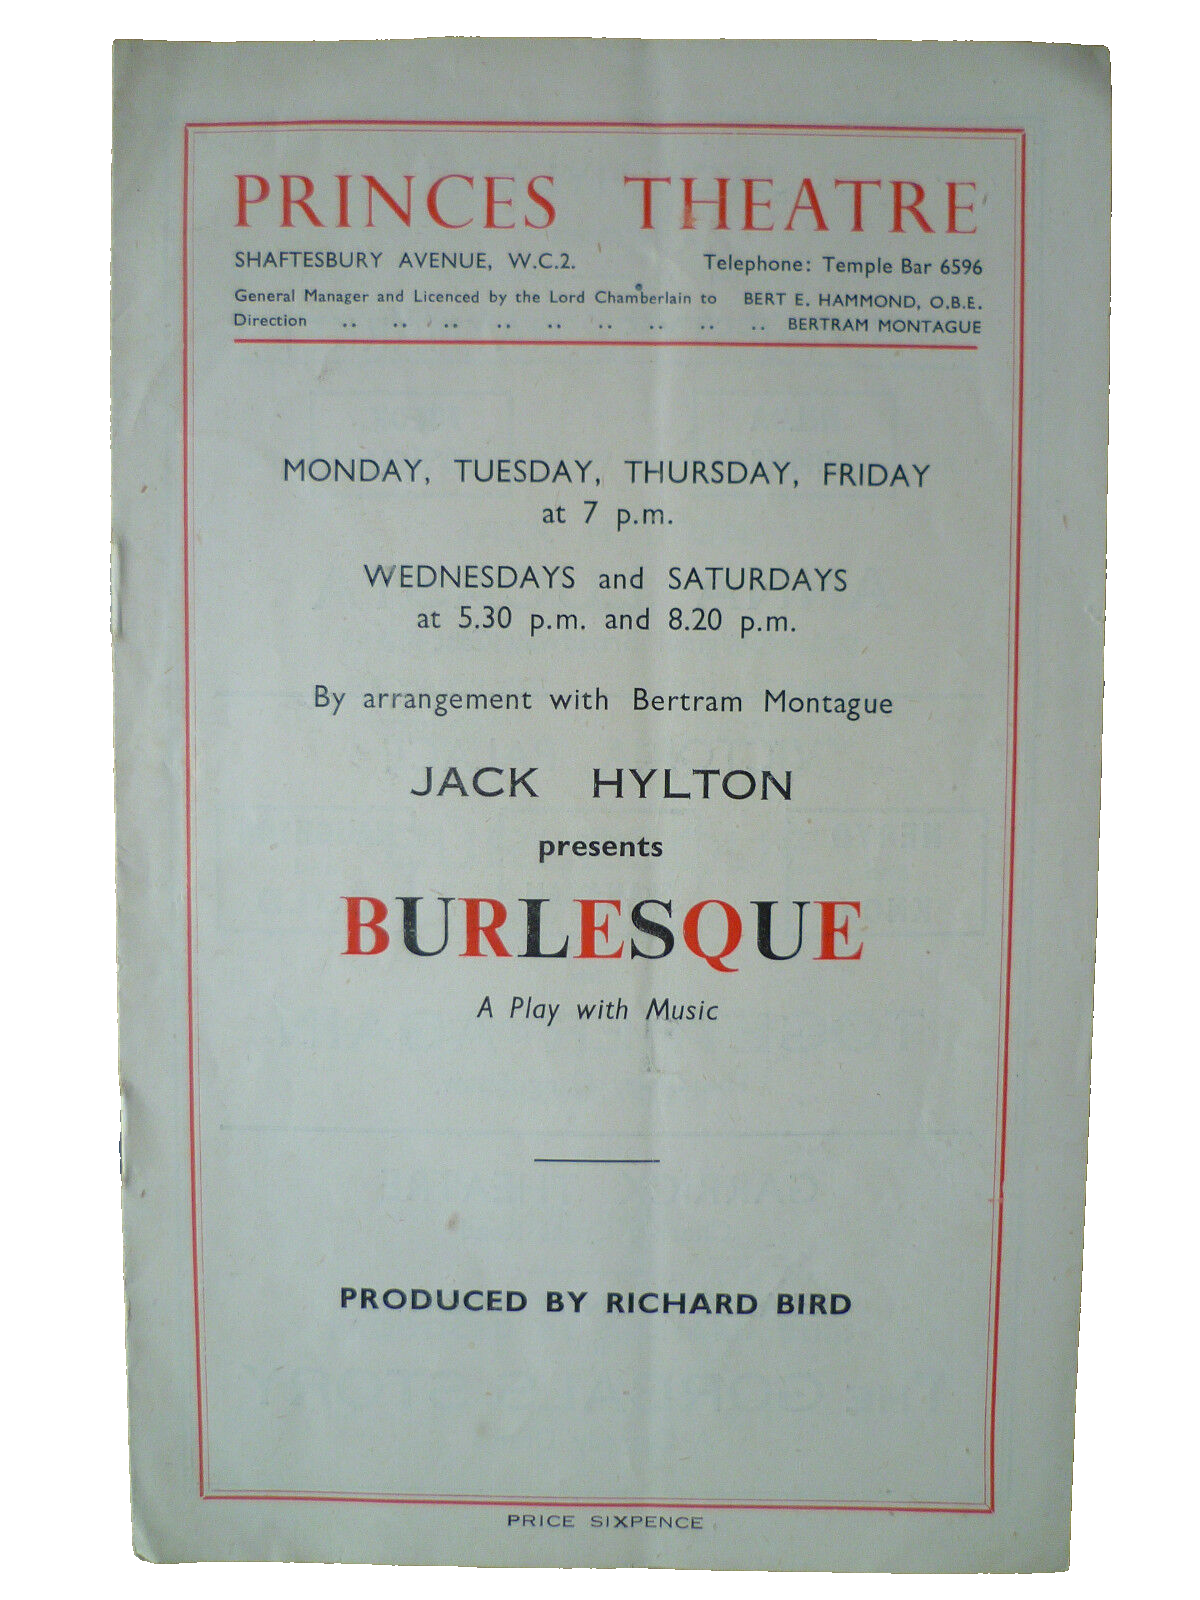 PRINCES THEATRE
SHAFTESBURY AVENUE, W.C.2. Telephone: Temple Bar 6596
General Manager and Licenced by the Lord Chamberlain to BERT E. HAMMOND, O.B.E.
Direction .. .. .. .. .. .. .. .. .. BERTRAM MONTAGUE
MONDAY, TUESDAY, THURSDAY, FRIDAY
at 7 p.m.
WEDNESDAYS and SATURDAYS
at 5.30 p.m. and 8.20 p.m.
By arrangement with Bertram Montague
JACK HYLTON
presents
BURLESQUE
A Play with Music
PRODUCED BY RICHARD BIRD
PRICE SIXPENCE